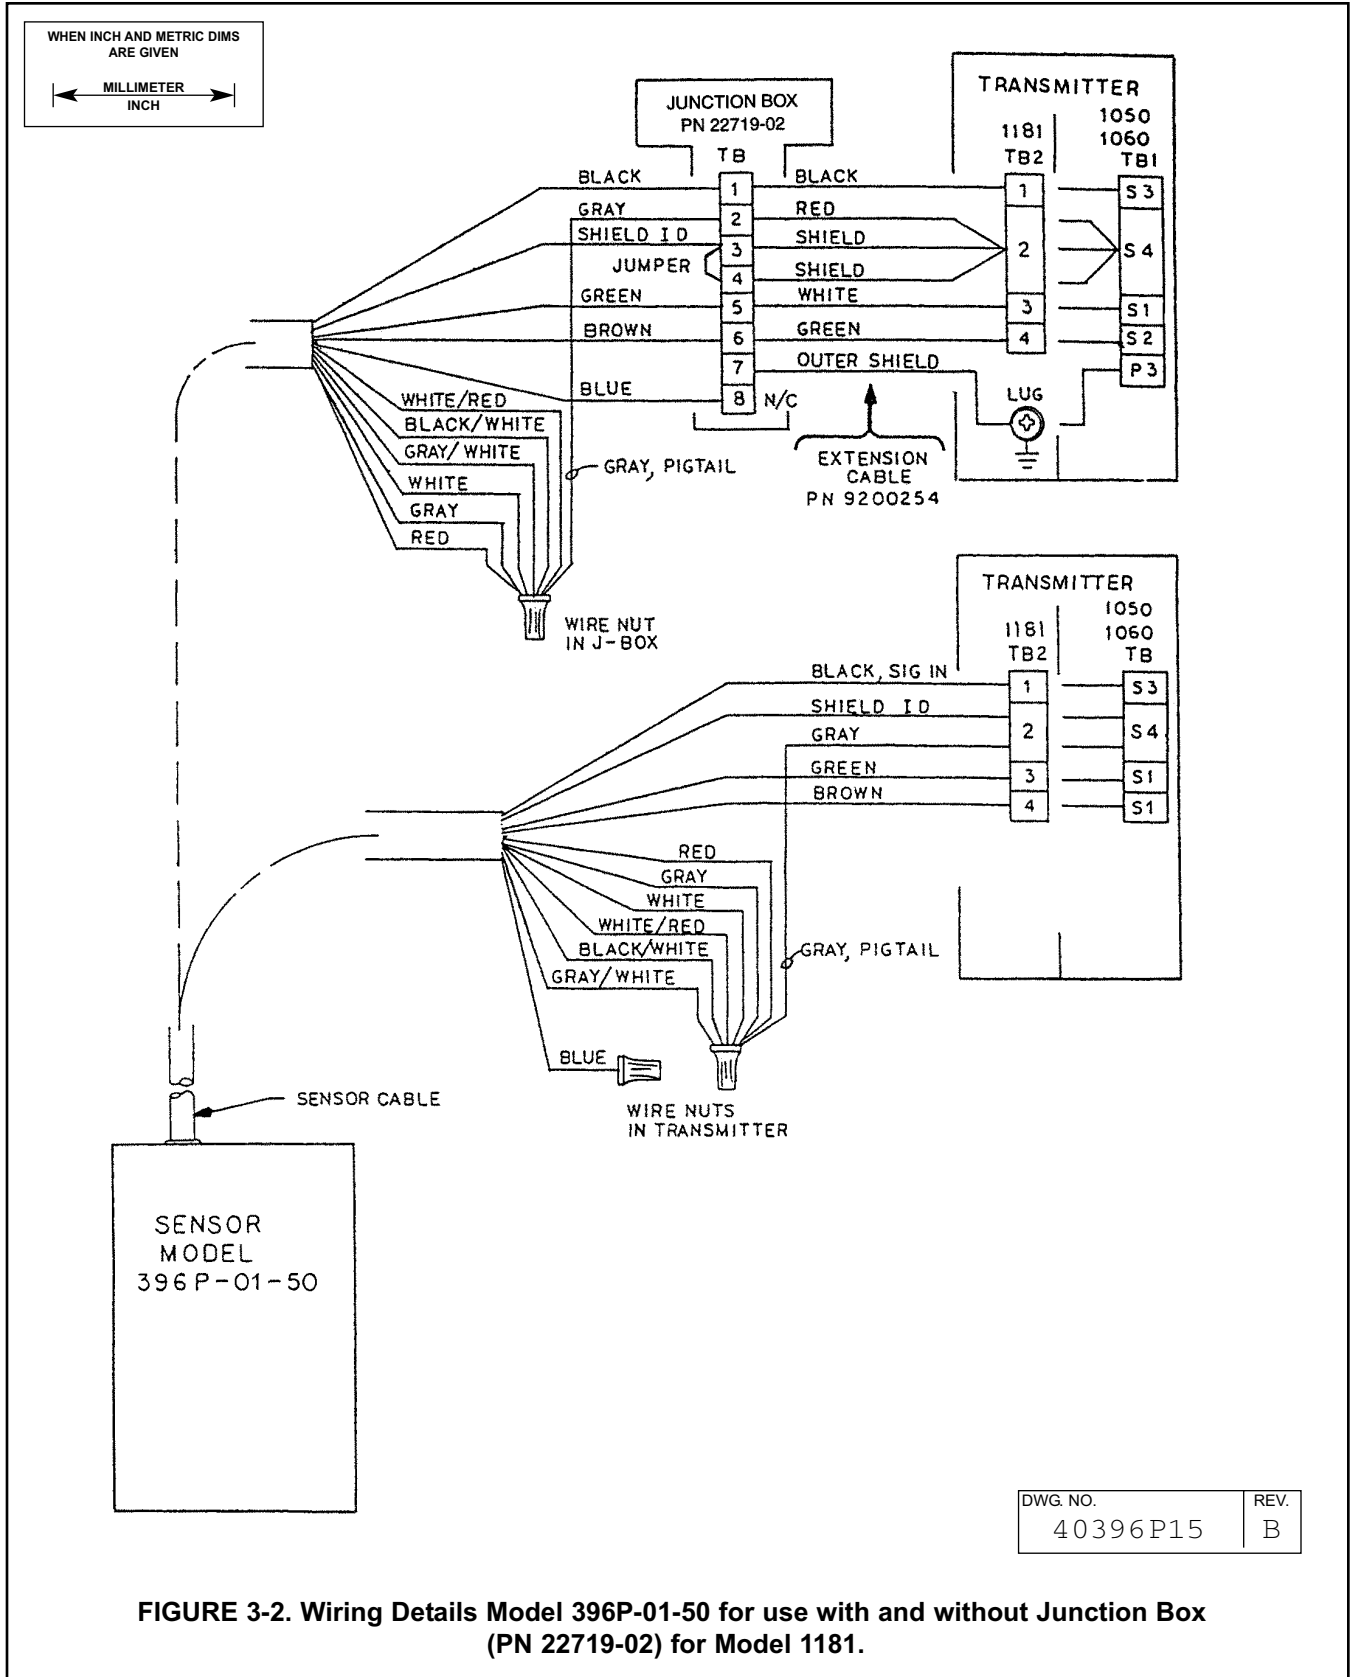 WHEN INCH AND METRIC DIMS
ARE GIVEN
MILLIMETER
INCH
JUNCTION BOX
PN 22719-02
TB
TRANSMITTER
1181
TB2
1050
1060
TB1
BLACK
1
BLACK
1
S3
GRAY
2
RED
SHIELD I D
3
SHIELD
2
S4
JUMPER
4
SHIELD
GREEN
5
WHITE
3
S1
BROWN
6
GREEN
4
S2
7
OUTER SHIELD
P3
BLUE
8
N/C
LUG
WHITE/RED
BLACK/WHITE
GRAY/WHITE
WHITE
GRAY
RED
GRAY, PIGTAIL
EXTENSION
CABLE
PN 9200254
WIRE NUT
IN J-BOX
TRANSMITTER
1181
TB2
1050
1060
TB
BLACK, SIG IN
1
S3
SHIELD I D
2
S4
GRAY
GREEN
3
S1
BROWN
4
S1
RED
GRAY
WHITE
WHITE/RED
BLACK/WHITE
GRAY/WHITE
GRAY, PIGTAIL
BLUE
WIRE NUTS
IN TRANSMITTER
SENSOR CABLE
SENSOR
MODEL
396P-01-50
DWG. NO.
40396P15
REV.
B
FIGURE 3-2. Wiring Details Model 396P-01-50 for use with and without Junction Box
(PN 22719-02) for Model 1181.